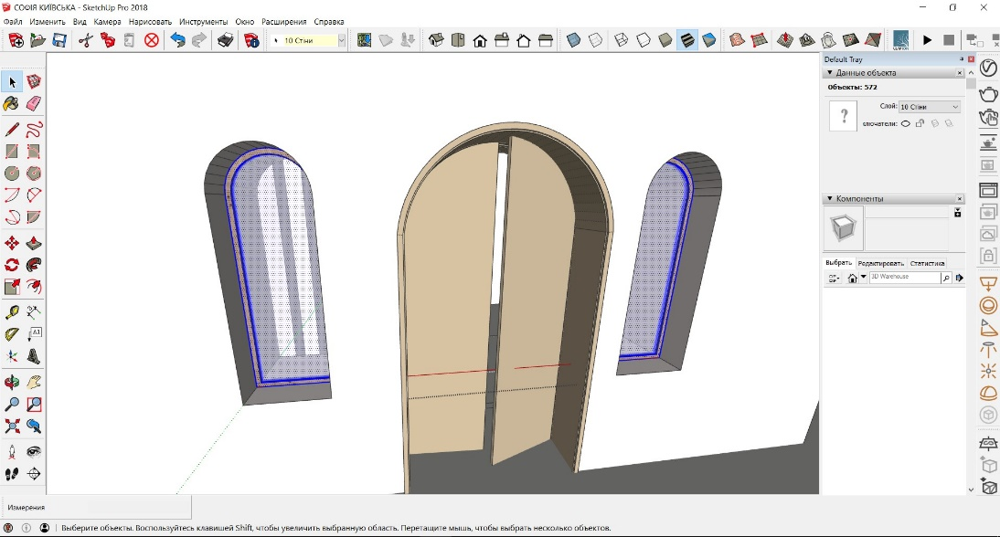 СОФІЯ КИЇВСЬКА - SketchUp Pro 2018
Файл Изменить Вид Камера Нарисовать Инструменты Окно Расширения Справка
10 Стіни
Default Tray
Данные объекта
Объекты: 572
?
Слой: 10 Стіни
ключатели:
Компоненты
Выбрать Редактировать Статистика
3D Warehouse
A1
Измерения
Выберите объекты. Воспользуйтесь клавишей Shift, чтобы увеличить выбранную область. Перетащите мышь, чтобы выбрать несколько объектов.